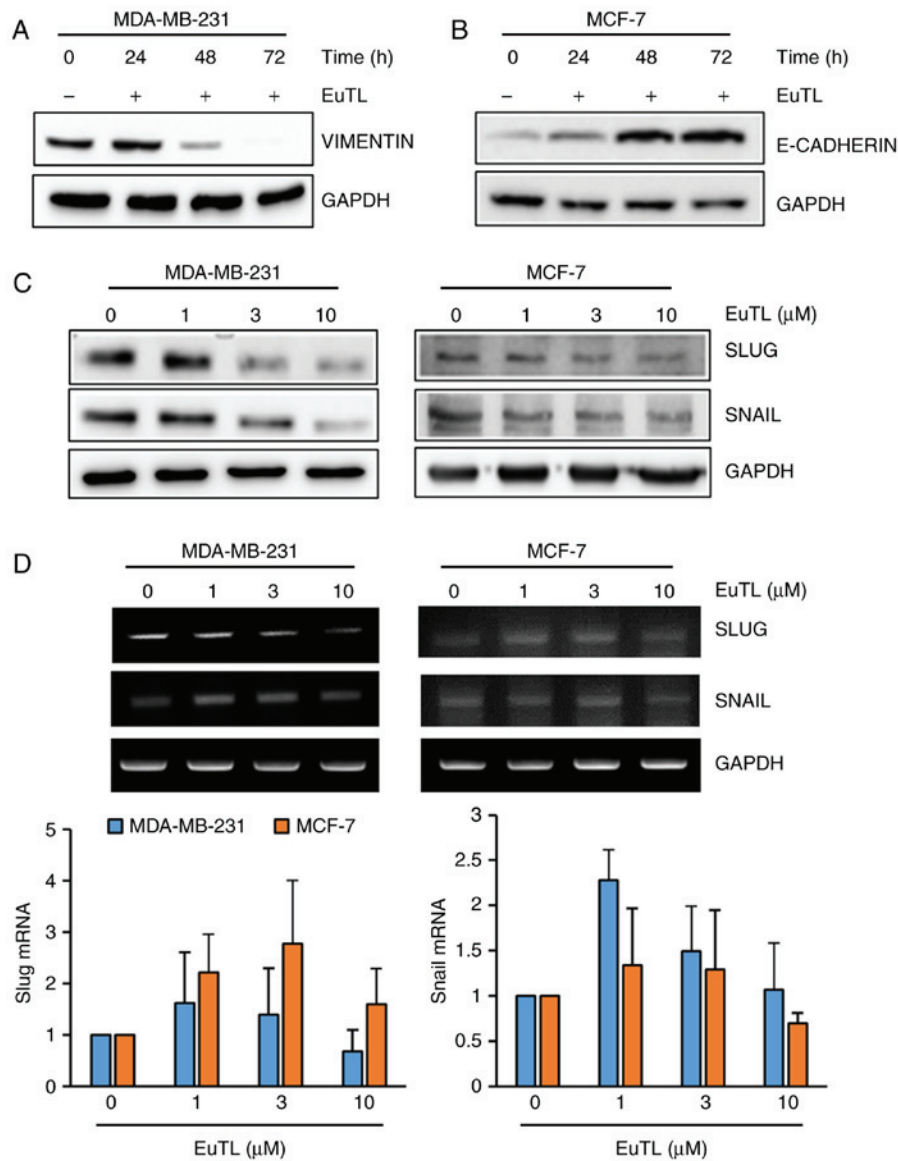 A
MDA-MB-231
0 24 48 72 Time (h)
– + + + EuTL
VIMENTIN
GAPDH
B
MCF-7
0 24 48 72 Time (h)
– + + + EuTL
E-CADHERIN
GAPDH
C
MDA-MB-231 MCF-7
0 1 3 10 0 1 3 10 EuTL (µM)
SLUG
SNAIL
GAPDH
D
MDA-MB-231 MCF-7
0 1 3 10 0 1 3 10 EuTL (µM)
SLUG
SNAIL
GAPDH
MDA-MB-231 MCF-7
Slug mRNA
5
4
3
2
1
0
0 1 3 10
EuTL (µM)
Snail mRNA
3
2.5
2
1.5
1
0.5
0
0 1 3 10
EuTL (µM)